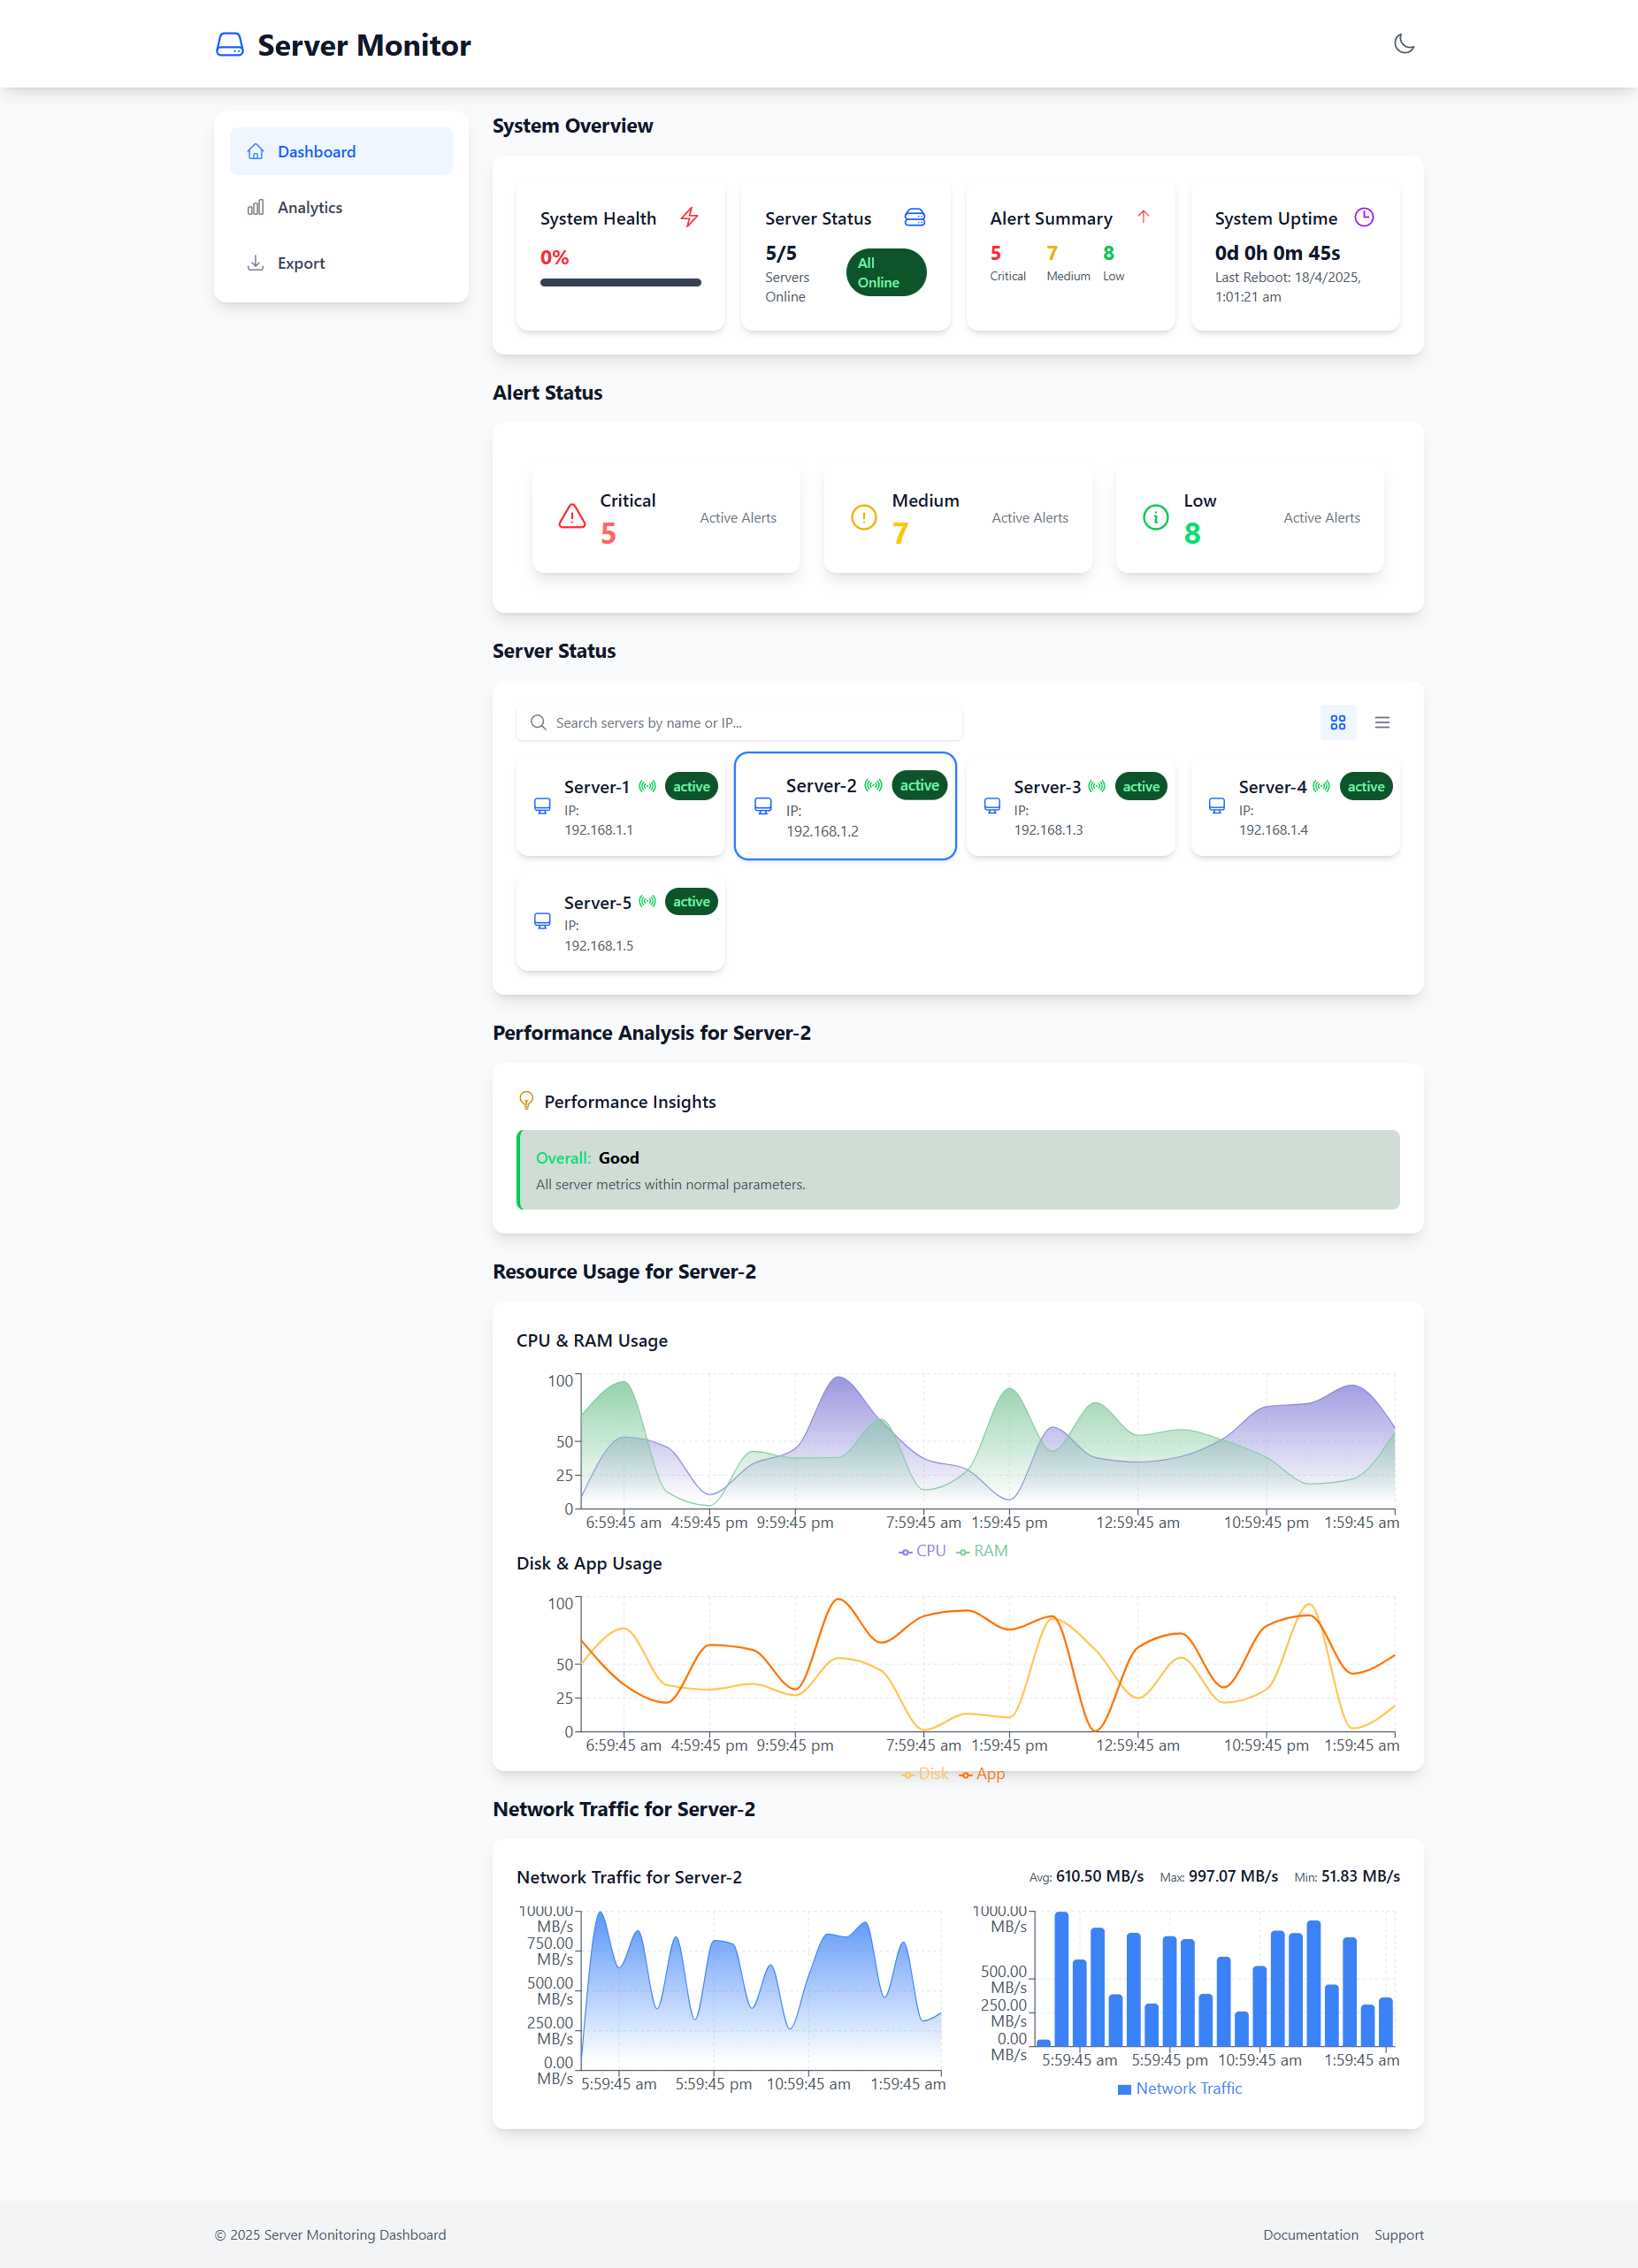 Server Monitor
Dashboard
Analytics
Export
System Overview
System Health
0%
Server Status
5/5
Servers
Online
All
Online
Alert Summary
5 7 8
Critical Medium Low
System Uptime
0d 0h 0m 45s
Last Reboot: 18/4/2025,
1:01:21 am
Alert Status
Critical
5
Active Alerts
Medium
7
Active Alerts
Low
8
Active Alerts
Server Status
Search servers by name or IP...
Server-1 active
IP:
192.168.1.1
Server-2 active
IP:
192.168.1.2
Server-3 active
IP:
192.168.1.3
Server-4 active
IP:
192.168.1.4
Server-5 active
IP:
192.168.1.5
Performance Analysis for Server-2
Performance Insights
Overall: Good
All server metrics within normal parameters.
Resource Usage for Server-2
CPU & RAM Usage
100
50
25
0
6:59:45 am 4:59:45 pm 9:59:45 pm 7:59:45 am 1:59:45 pm 12:59:45 am 10:59:45 pm 1:59:45 am
CPU RAM
Disk & App Usage
100
50
25
0
6:59:45 am 4:59:45 pm 9:59:45 pm 7:59:45 am 1:59:45 pm 12:59:45 am 10:59:45 pm 1:59:45 am
Disk App
Network Traffic for Server-2
Network Traffic for Server-2
Avg: 610.50 MB/s Max: 997.07 MB/s Min: 51.83 MB/s
1000.00
MB/s
750.00
MB/s
500.00
MB/s
250.00
MB/s
0.00
MB/s
5:59:45 am 5:59:45 pm 10:59:45 am 1:59:45 am
1000.00
MB/s
500.00
MB/s
250.00
MB/s
0.00
MB/s
5:59:45 am 5:59:45 pm 10:59:45 am 1:59:45 am
Network Traffic
© 2025 Server Monitoring Dashboard
Documentation Support